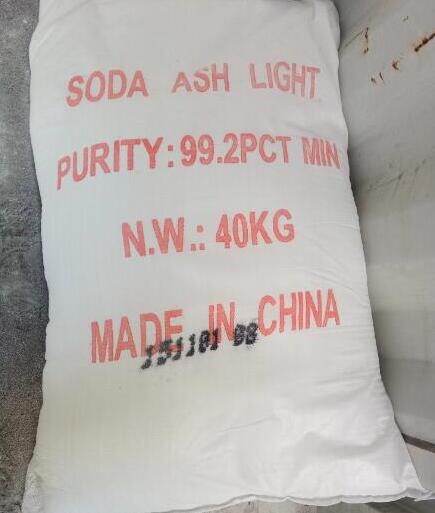 SODA ASH LIGHT
PURITY: 99.2PCT MIN
N.W.: 40KG
MADE IN CHINA